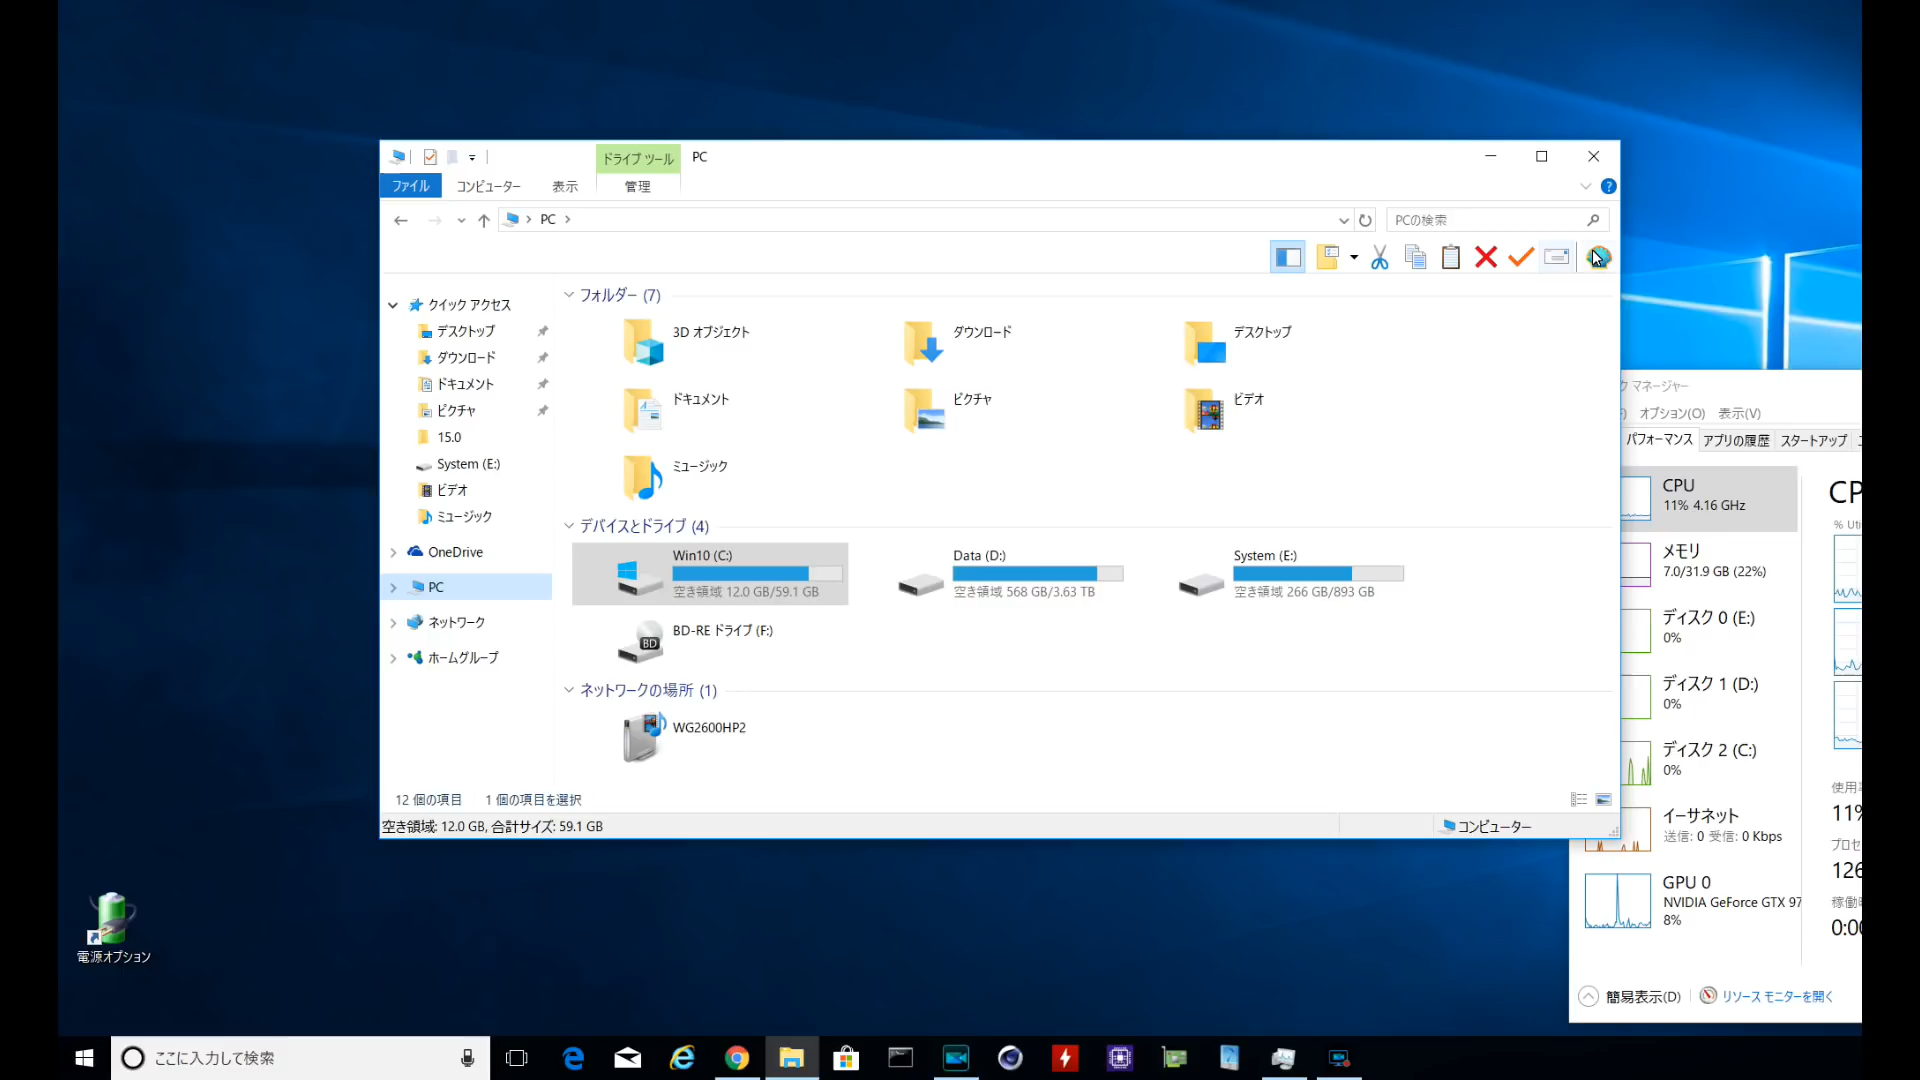 ドライブ ツール
PC
ファイル
コンピューター
表示
管理
PC
PCの検索
クイック アクセス
デスクトップ
ダウンロード
ドキュメント
ピクチャ
15.0
System (E:)
ビデオ
ミュージック
OneDrive
PC
ネットワーク
ホームグループ
フォルダー (7)
3D オブジェクト
ダウンロード
デスクトップ
ドキュメント
ピクチャ
ビデオ
ミュージック
デバイスとドライブ (4)
Win10 (C:)
空き領域 12.0 GB/59.1 GB
Data (D:)
空き領域 568 GB/3.63 TB
System (E:)
空き領域 266 GB/893 GB
BD
BD-RE ドライブ (F:)
ネットワークの場所 (1)
WG2600HP2
12 個の項目
1 個の項目を選択
空き領域: 12.0 GB, 合計サイズ: 59.1 GB
コンピューター
マネージャー
オプション(O)
表示(V)
パフォーマンス
アプリの履歴
スタートアップ
CPU
11% 4.16 GHz
メモリ
7.0/31.9 GB (22%)
ディスク 0 (E:)
0%
ディスク 1 (D:)
0%
ディスク 2 (C:)
0%
イーサネット
送信: 0 受信: 0 Kbps
GPU 0
NVIDIA GeForce GTX 97
8%
CP
% Uti
使用
11%
プロセ
126
稼働
0:00
簡易表示(D)
リソース モニターを開く
電源オプション
ここに入力して検索